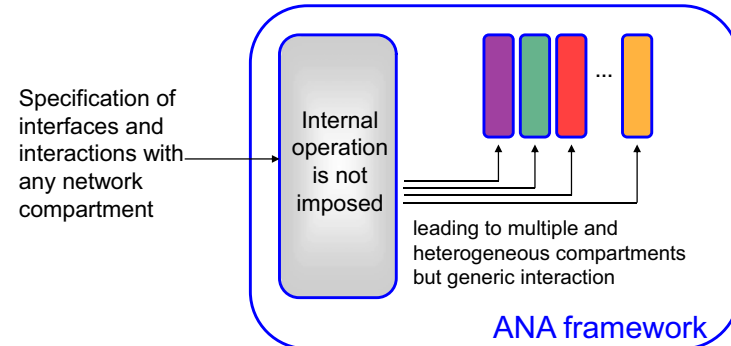 Specification of
interfaces and
interactions with
any network
compartment
Internal
operation
is not
imposed
...
leading to multiple and
heterogeneous compartments
but generic interaction
ANA framework